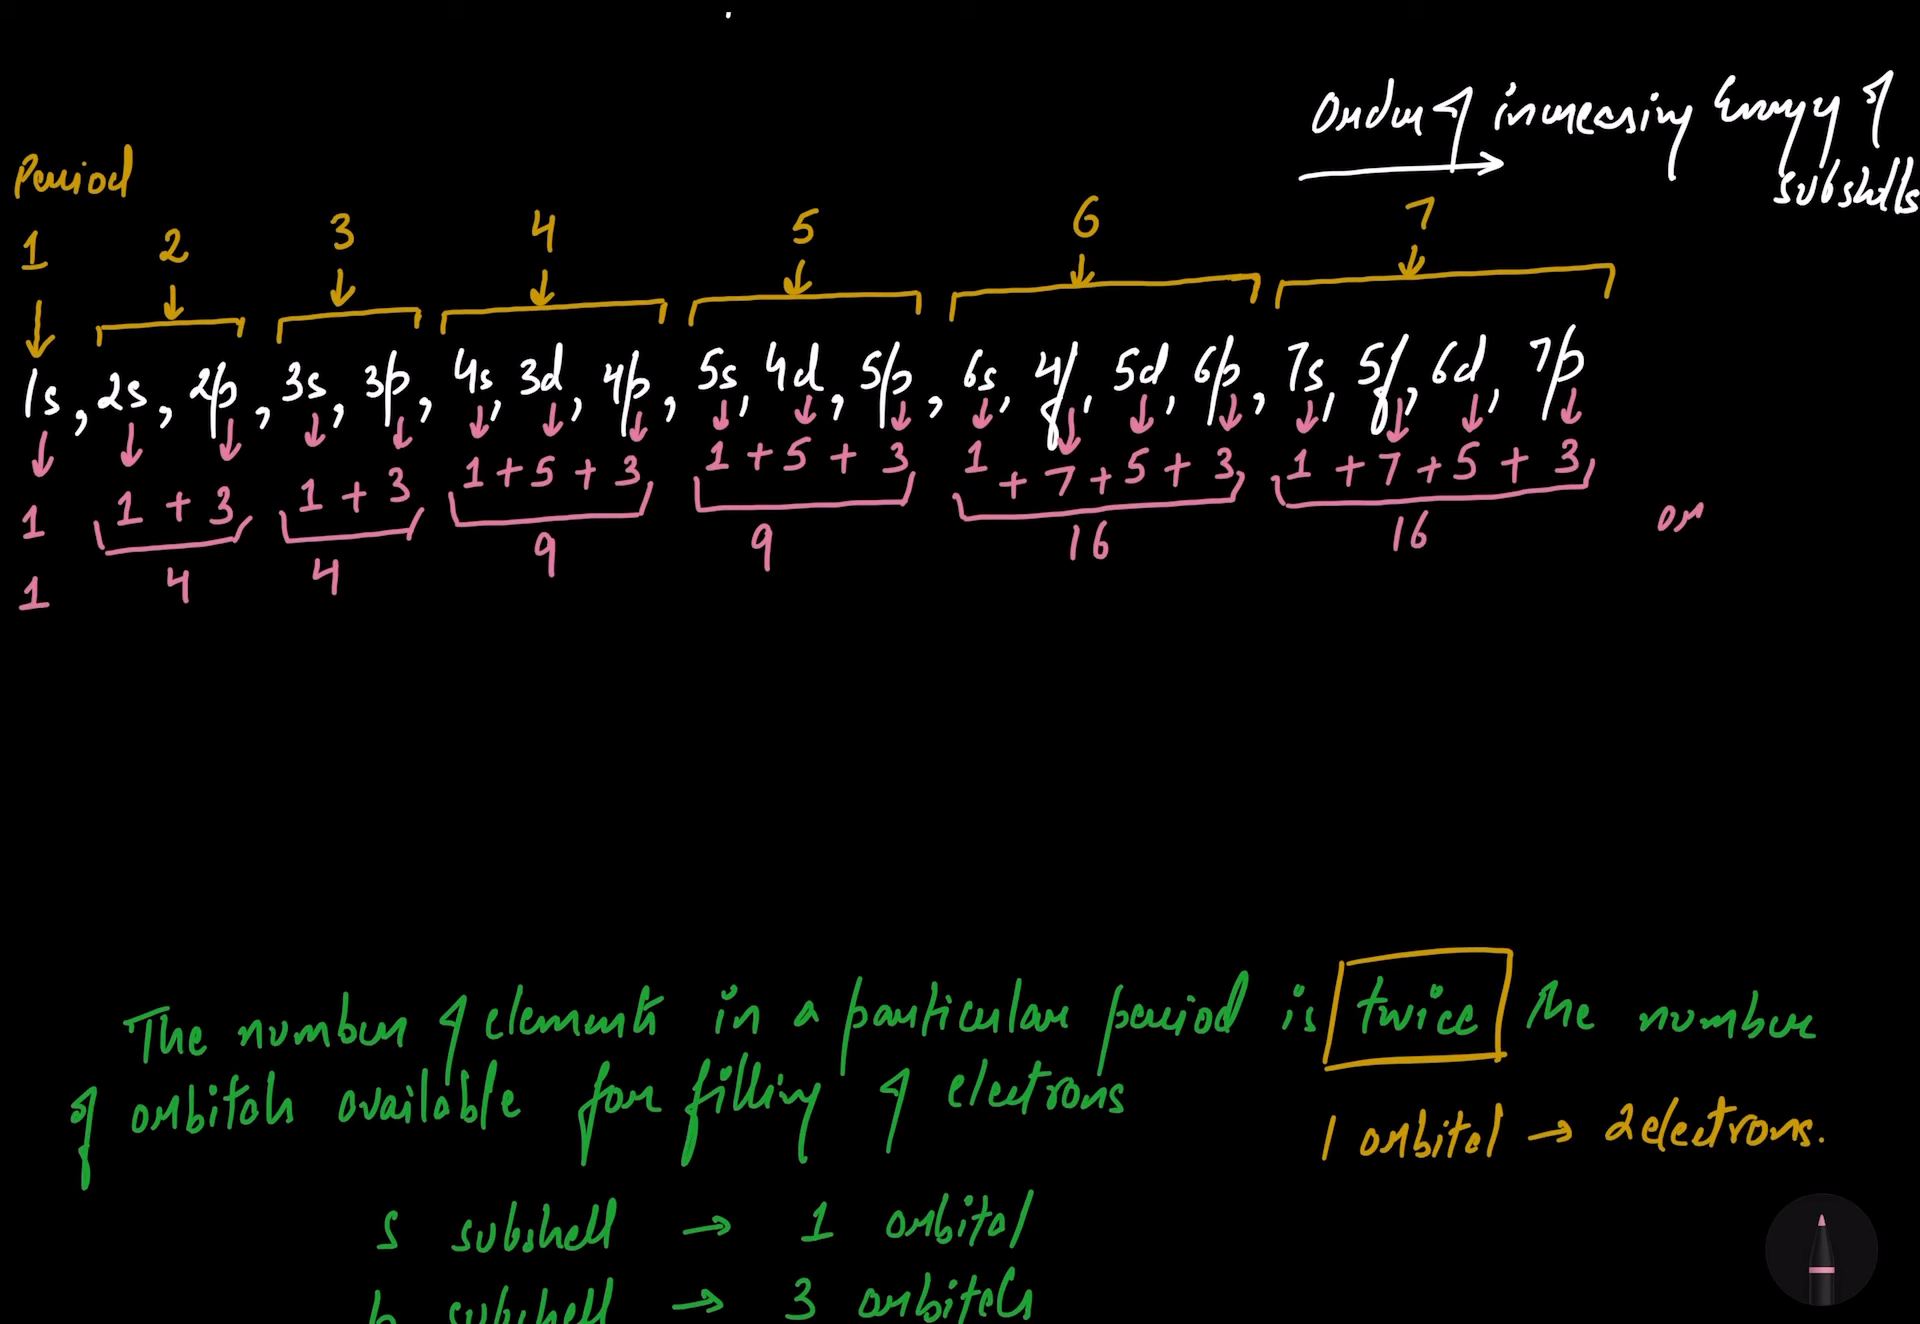 Order of increasing Energy of
subshells
Period
1 2 3 4 5 6 7
1s, 2s, 2p, 3s, 3p, 4s, 3d, 4p, 5s, 4d, 5p, 6s, 4f, 5d, 6p, 7s, 5f, 6d, 7p
1 1 + 3 1 + 3 1 + 5 + 3 1 + 5 + 3 1 + 7 + 5 + 3 1 + 7 + 5 + 3
1 4 4 9 9 16 16
or
The number of elements in a particular period is twice the number
of orbitals available for filling of electrons
1 orbital → 2 electrons.
s subshell → 1 orbital
p subshell → 3 orbitals